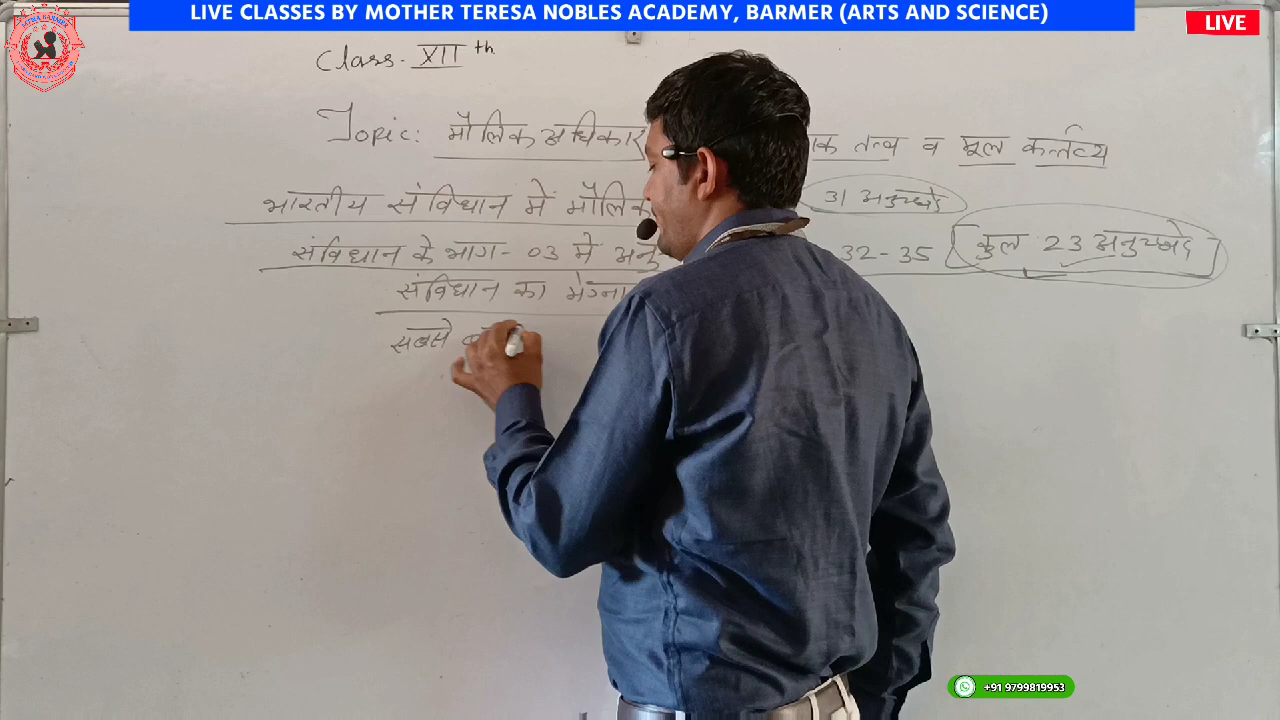 LIVE CLASSES BY MOTHER TERESA NOBLES ACADEMY, BARMER (ARTS AND SCIENCE)
LIVE
Class. XII th
Topic: मौलिक अधिकार क तत्व व मूल कर्तव्य
भारतीय संविधान में मौलिक 31 अनुच्छेद
संविधान के भाग - 03 में अनु 32-35 [कुल 23 अनुच्छेद]
संविधान का मेग्ना
सबसे
+91 9799819953